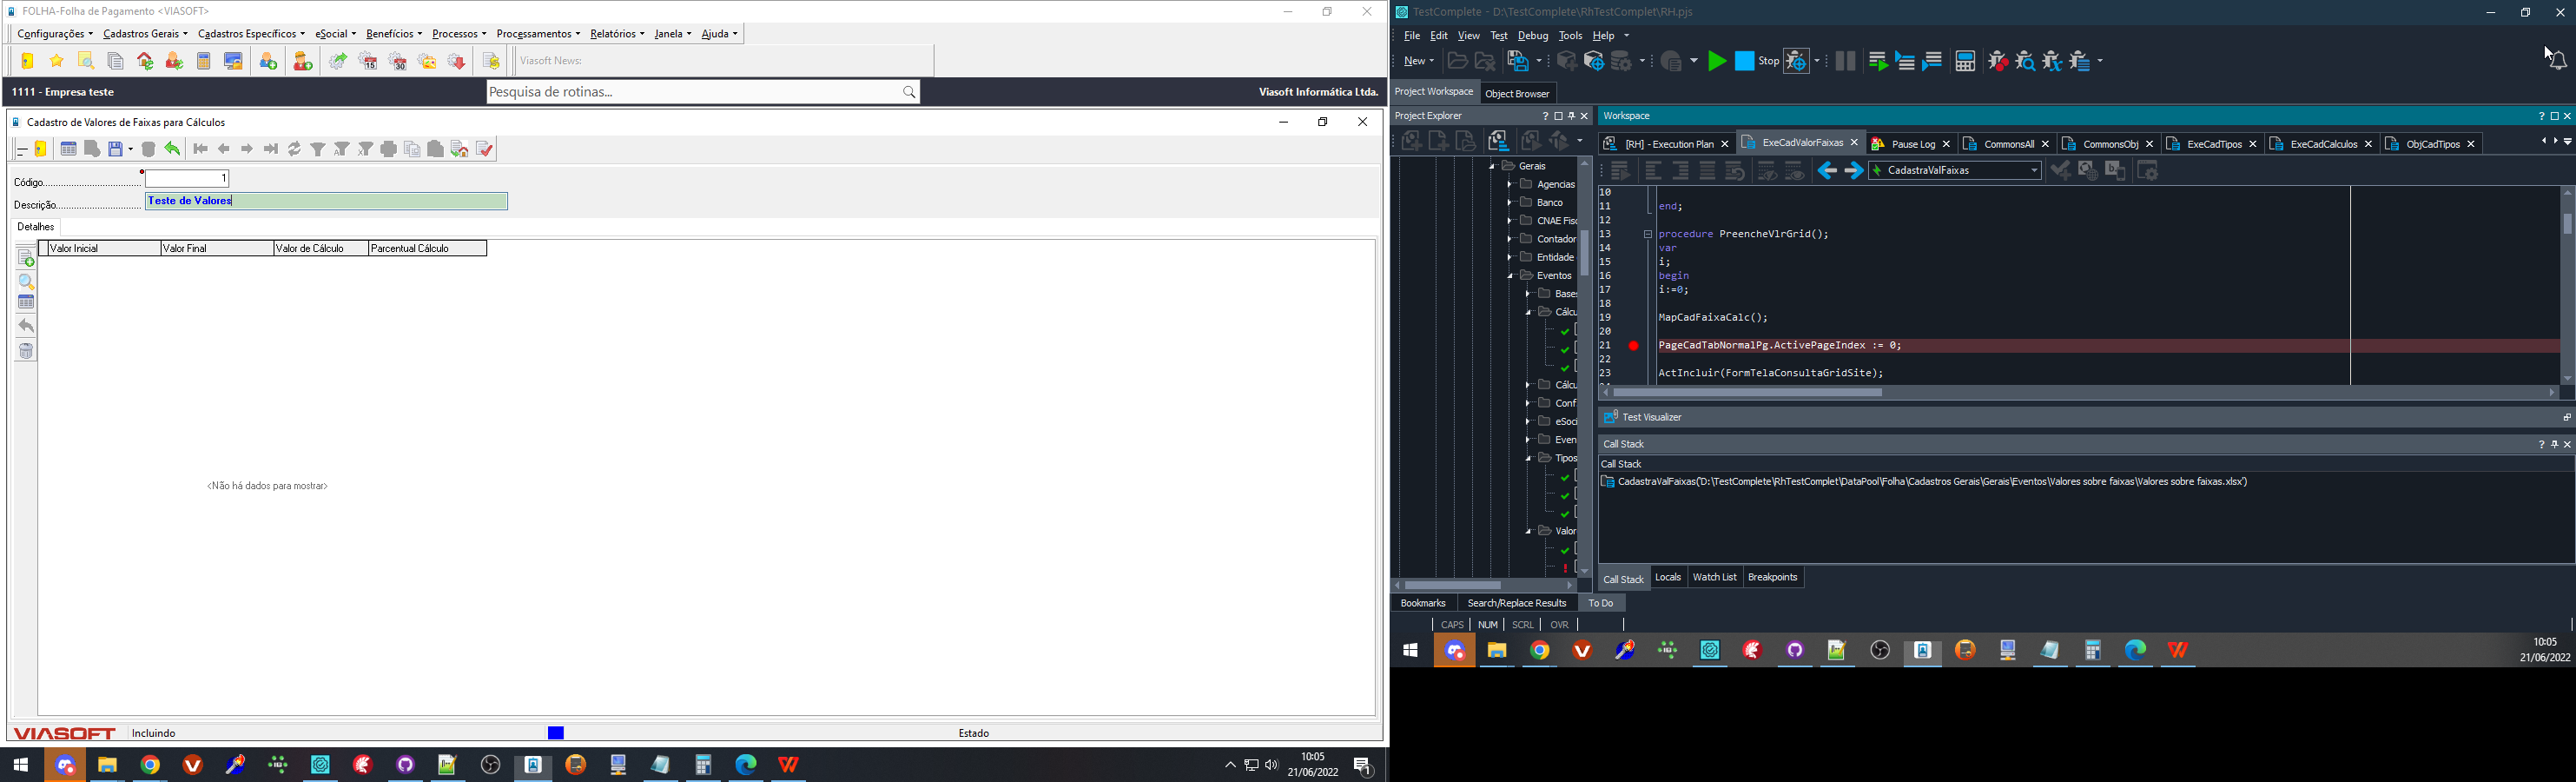 FOLHA-Folha de Pagamento <VIASOFT>
Configurações Cadastros Gerais Cadastros Específicos eSocial Benefícios Processos Processamentos Relatórios Janela Ajuda
15 30 Viasoft News:
1111 - Empresa teste Pesquisa de rotinas... Viasoft Informática Ltda.
Cadastro de Valores de Faixas para Cálculos
Código.................................... 1
Descrição............................... Teste de Valores
Detalhes
Valor Inicial Valor Final Valor de Cálculo Parcentual Cálculo
<Não há dados para mostrar>
VIASOFT Incluindo Estado
10:05
21/06/2022
1
TestComplete - D:\TestComplete\RhTestComplet\RH.pjs
File Edit View Test Debug Tools Help
New Stop
Project Workspace Object Browser
Project Explorer
Gerais
Agencias
Banco
CNAE Fisc
Contador
Entidade
Eventos
Base
Cálcu
Cálcu
Conf
eSoci
Even
Tipos
Valor
Workspace
[RH] - Execution Plan ExeCadValorFaixas Pause Log CommonsAll CommonsObj ExeCadTipos ExeCadCalculos ObjCadTipos
CadastraValFaixas
10
11 end;
12
13 procedure PreencheVlrGrid();
14 var
15 i;
16 begin
17 i:=0;
18
19 MapCadFaixaCalc();
20
21 PageCadTabNormalPg.ActivePageIndex := 0;
22
23 ActIncluir(FormTelaConsultaGridSite);
Test Visualizer
Call Stack
Call Stack
CadastraValFaixas('D:\TestComplete\RhTestComplet\DataPool\Folha\Cadastros Gerais\Gerais\Eventos\Valores sobre faixas\Valores sobre faixas.xlsx')
Call Stack Locals Watch List Breakpoints
Bookmarks Search/Replace Results To Do
CAPS NUM SCRL OVR
10:05
21/06/2022